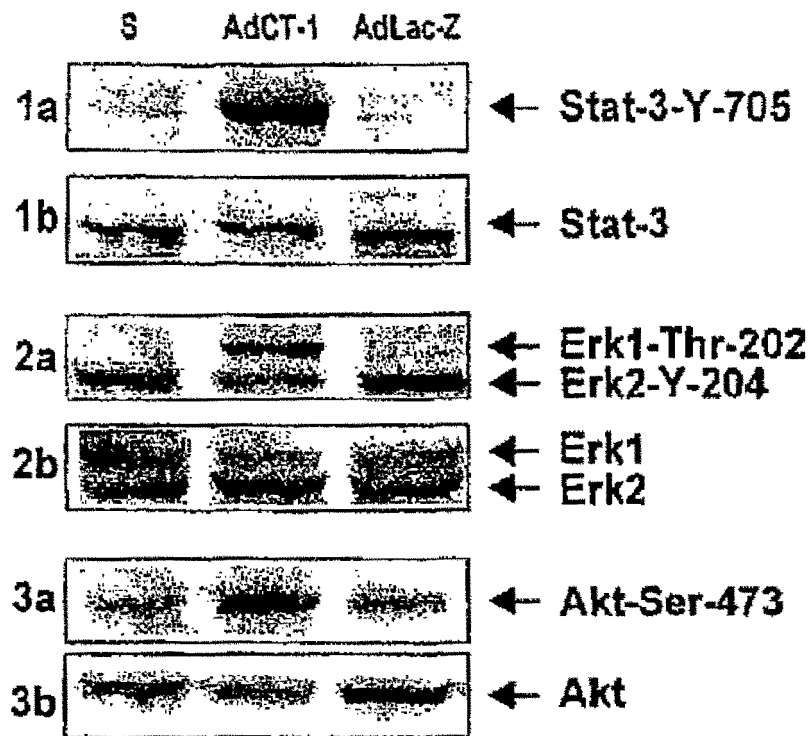 S AdCT-1 AdLac-Z
1a Stat-3-Y-705
1b Stat-3
2a Erk1-Thr-202
Erk2-Y-204
2b Erk1
Erk2
3a Akt-Ser-473
3b Akt